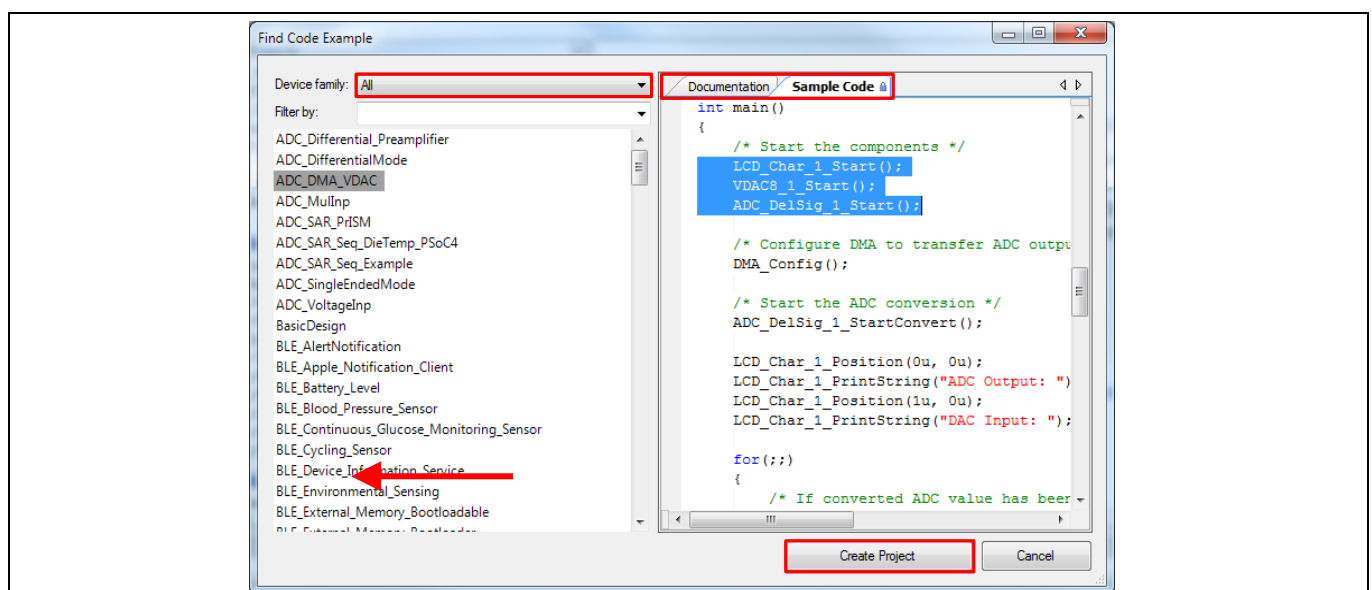 Find Code Example
Device family: All
Filter by:
ADC_Differential_Preamplifier
ADC_DifferentialMode
ADC_DMA_VDAC
ADC_MulInp
ADC_SAR_PrISM
ADC_SAR_Seq_DieTemp_PSoC4
ADC_SAR_Seq_Example
ADC_SingleEndedMode
ADC_VoltageInp
BasicDesign
BLE_AlertNotification
BLE_Apple_Notification_Client
BLE_Battery_Level
BLE_Blood_Pressure_Sensor
BLE_Continuous_Glucose_Monitoring_Sensor
BLE_Cycling_Sensor
BLE_Device_Information_Service
BLE_Environmental_Sensing
BLE_External_Memory_Bootloadable
Documentation Sample Code
int main()
{
/* Start the components */
LCD_Char_1_Start();
VDAC8_1_Start();
ADC_DelSig_1_Start();
/* Configure DMA to transfer ADC outpu
DMA_Config();
/* Start the ADC conversion */
ADC_DelSig_1_StartConvert();
LCD_Char_1_Position(0u, 0u);
LCD_Char_1_PrintString("ADC Output: ")
LCD_Char_1_Position(1u, 0u);
LCD_Char_1_PrintString("DAC Input: ");
for(;;)
{
/* If converted ADC value has been
Create Project
Cancel